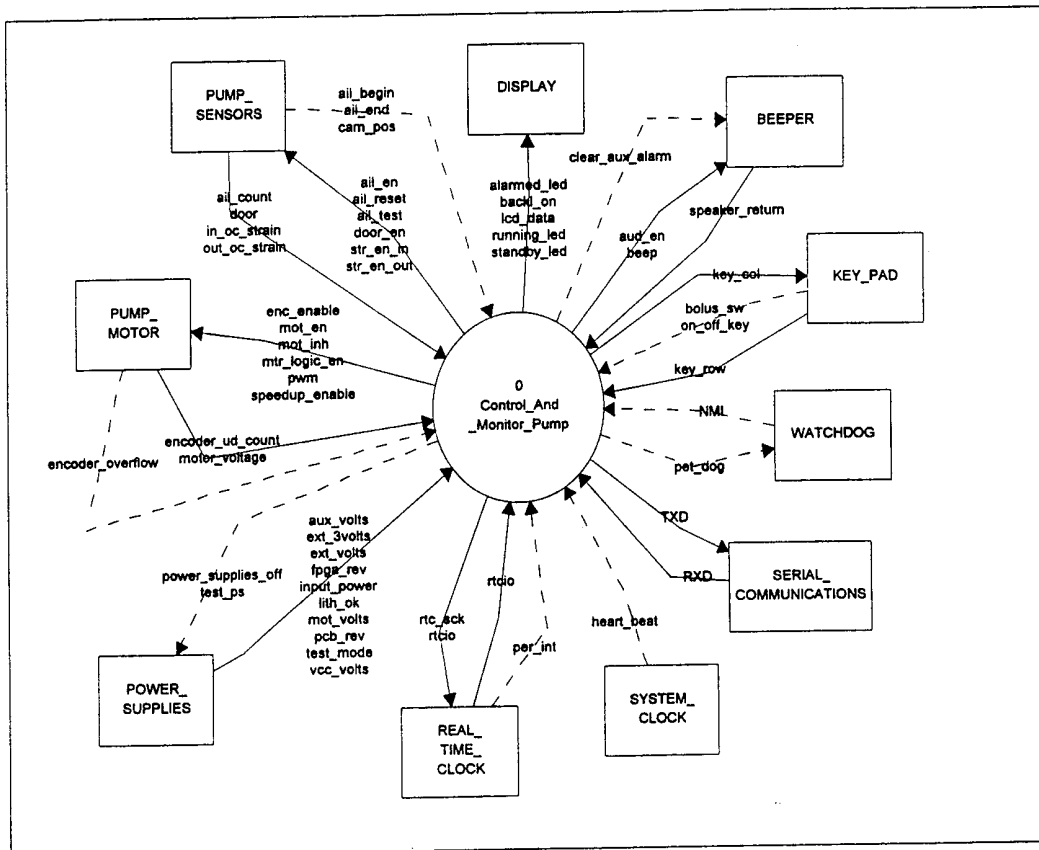 PUMP_
SENSORS
ail_begin
ail_end
cam_pos
DISPLAY
BEEPER
clear_aux_alarm
ail_count
door
in_oc_strain
out_oc_strain
ail_en
ail_reset
ail_test
door_en
str_en_in
str_en_out
alarmed_led
backl_on
lcd_data
running_led
standby_led
speaker_return
aud_en
beep
key_col
KEY_PAD
bolus_sw
on_off_key
key_row
PUMP_
MOTOR
enc_enable
mot_en
mot_inh
mtr_logic_en
pwm
speedup_enable
0
Control_And
_Monitor_Pump
NML
WATCHDOG
pet_dog
encoder_ud_count
motor_voltage
encoder_overflow
TXD
RXD
SERIAL_
COMMUNICATIONS
power_supplies_off
test_ps
aux_volts
ext_3volts
ext_volts
fpga_rev
input_power
lith_ok
mot_volts
pcb_rev
test_mode
vcc_volts
rtc_sck
rtcio
rtcio
per_int
heart_beat
POWER_
SUPPLIES
REAL_
TIME_
CLOCK
SYSTEM_
CLOCK